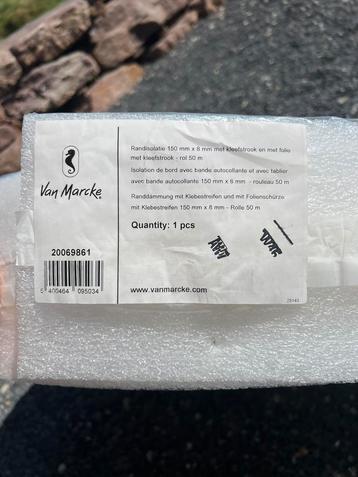 Van Marcke®
20069861
5 400464 095034
Randisolatie 150 mm x 8 mm met kleefstrook en met folie
met kleefstrook - rol 50 m
Isolation de bord avec bande autocollante et avec tablier
avec bande autocollante 150 mm x 8 mm - rouleau 50 m
Randdämmung mit Klebestreifen und mit Folienschürze
mit Klebestreifen 150 mm x 8 mm - Rolle 50 m
Quantity: 1 pcs
www.vanmarcke.com